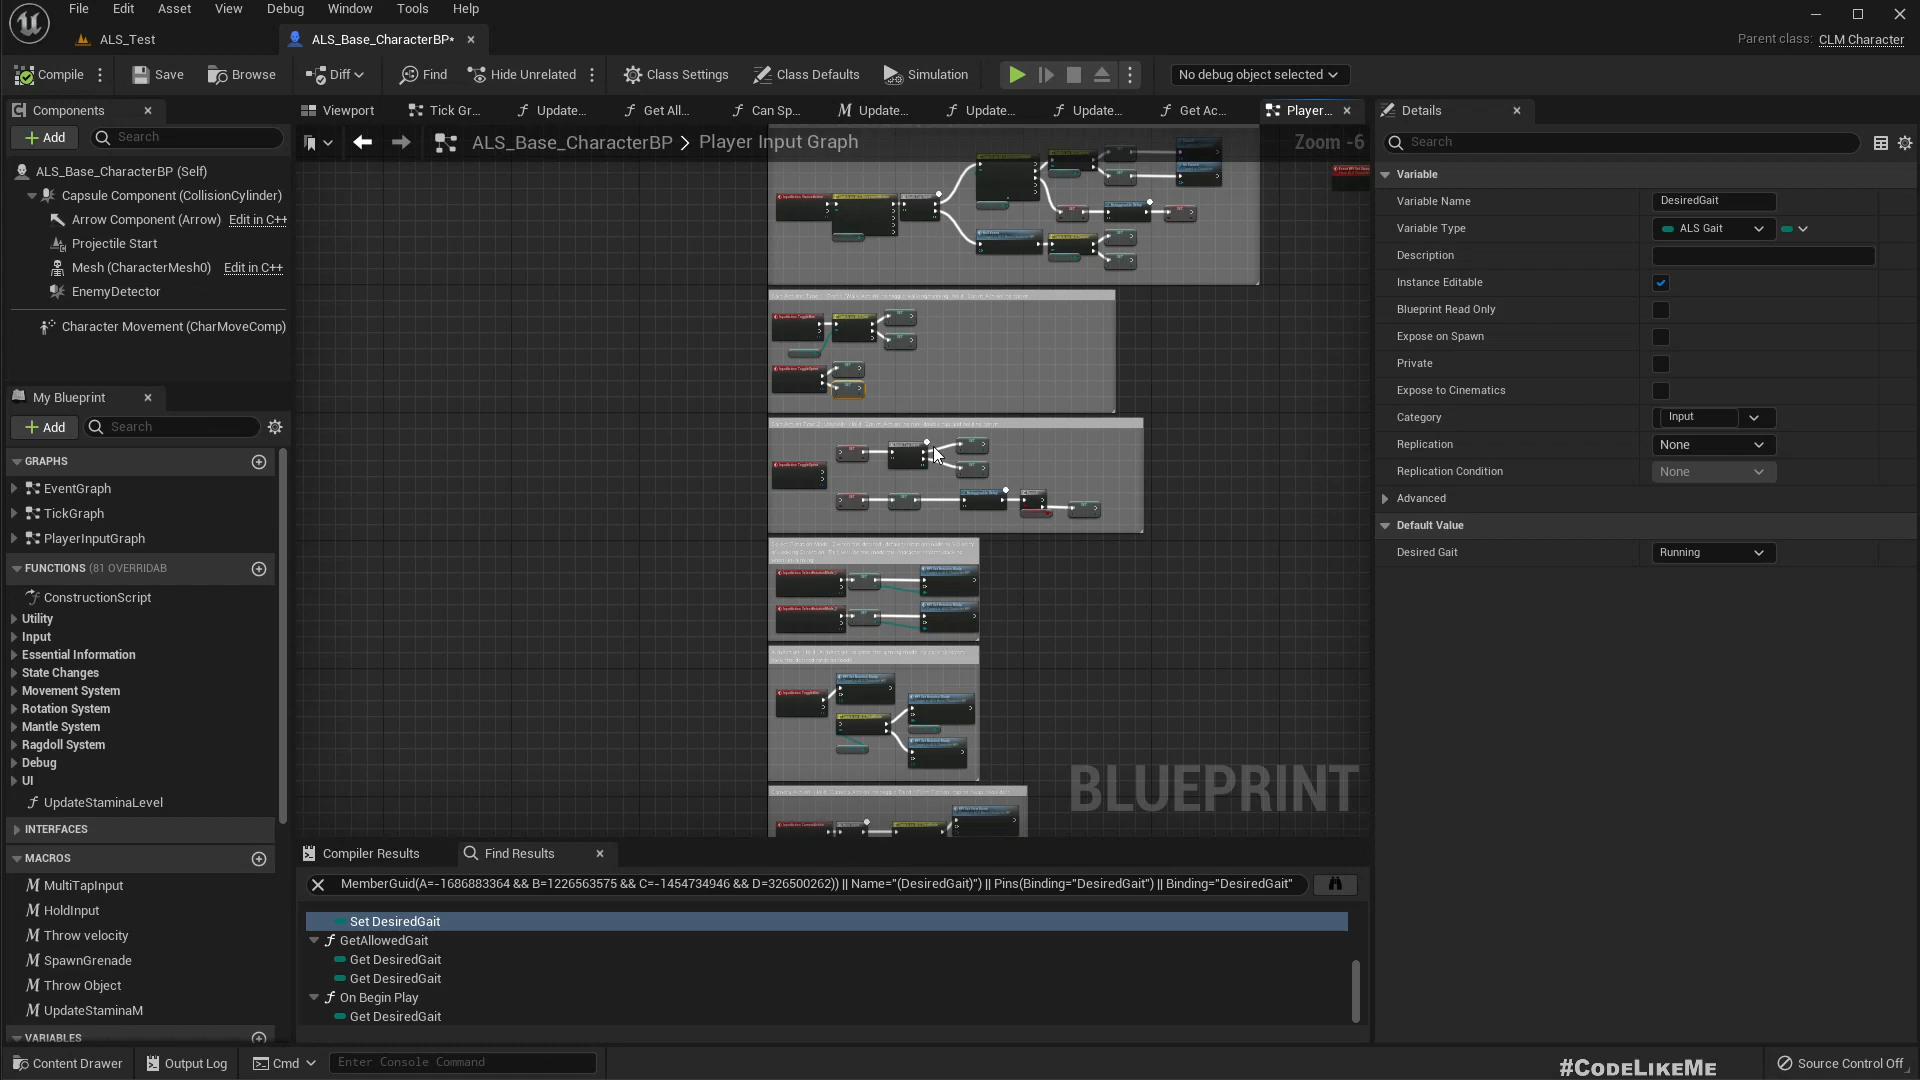 File Edit Asset View Debug Window Tools Help
ALS_Test
ALS_Base_CharacterBP*
Parent class: CLM Character
Compile
Save
Browse
Diff
Find
Hide Unrelated
Class Settings
Class Defaults
Simulation
No debug object selected
Components
Viewport
Tick Gr...
Update...
Get All...
Can Sp...
Update...
Update...
Update...
Get Ac...
Player...
Details
Add
Search
ALS_Base_CharacterBP > Player Input Graph
Zoom -6
Search
ALS_Base_CharacterBP (Self)
Capsule Component (CollisionCylinder)
Arrow Component (Arrow) Edit in C++
Projectile Start
Mesh (CharacterMesh0) Edit in C++
EnemyDetector
Character Movement (CharMoveComp)
My Blueprint
Add
Search
GRAPHS
EventGraph
TickGraph
PlayerInputGraph
FUNCTIONS (81 OVERRIDAB
ConstructionScript
Utility
Input
Essential Information
State Changes
Movement System
Rotation System
Mantle System
Ragdoll System
Debug
UI
UpdateStaminaLevel
INTERFACES
MACROS
MultiTapInput
HoldInput
Throw velocity
SpawnGrenade
Throw Object
UpdateStaminaM
VARIABLES
BLUEPRINT
Variable
Variable Name DesiredGait
Variable Type ALS Gait
Description
Instance Editable
Blueprint Read Only
Expose on Spawn
Private
Expose to Cinematics
Category Input
Replication None
Replication Condition None
Advanced
Default Value
Desired Gait Running
Compiler Results
Find Results
MemberGuid(A=-1686883364 && B=1226563575 && C=-1454734946 && D=326500262)) || Name="(DesiredGait)") || Pins(Binding="DesiredGait") || Binding="DesiredGait"
Set DesiredGait
GetAllowedGait
Get DesiredGait
Get DesiredGait
On Begin Play
Get DesiredGait
Content Drawer
Output Log
Cmd
Enter Console Command
#CODELIKEME
Source Control Off